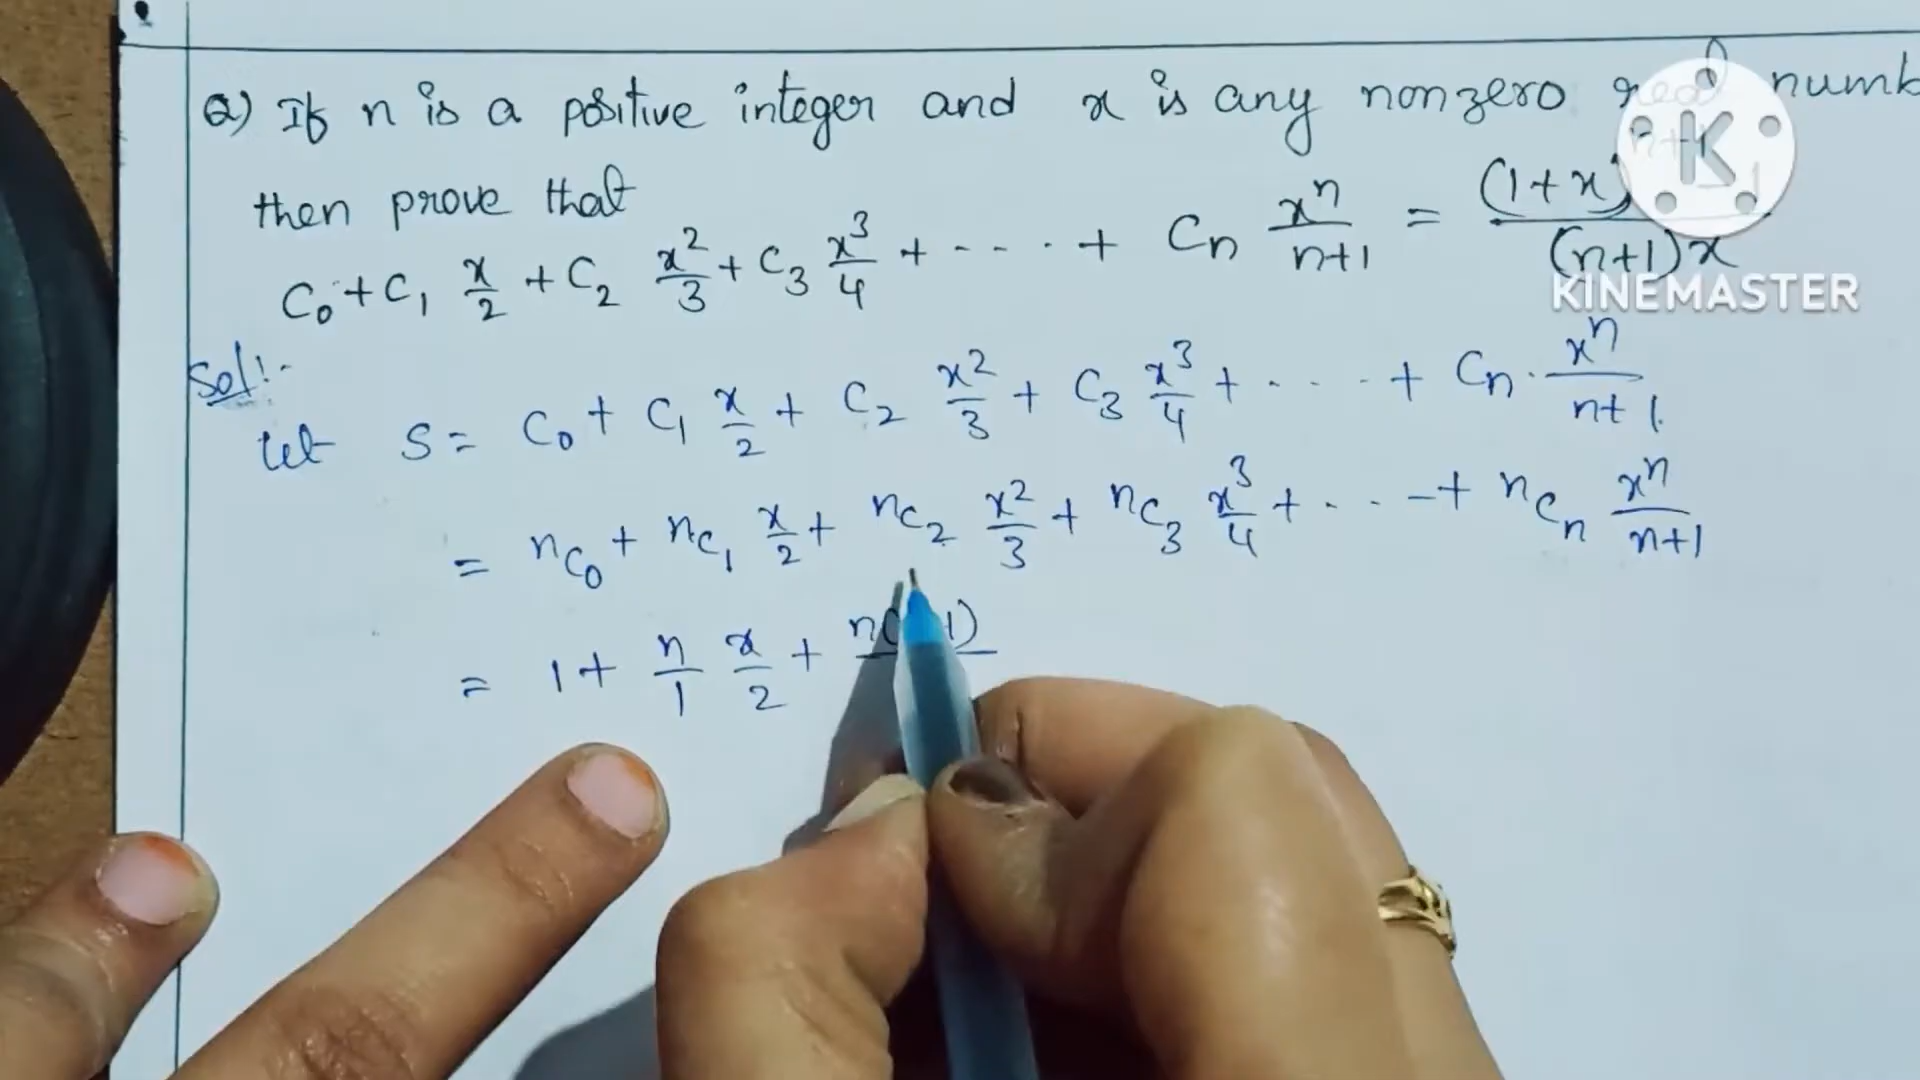 Q) If n is a positive integer and x is any nonzero real numb
then prove that
C₀ + C₁ x/2 + C₂ x²/3 + C₃ x³/4 + - - - · + Cₙ xⁿ/n+1 = (1+x)ⁿ⁺¹ - 1/(n+1)x
K
KINEMASTER
Sol:-
Let S = C₀ + C₁ x/2 + C₂ x²/3 + C₃ x³/4 + - - - · + Cₙ · xⁿ/n+1
= ⁿC₀ + ⁿC₁ x/2 + ⁿC₂ x²/3 + ⁿC₃ x³/4 + · · - + ⁿCₙ xⁿ/n+1
= 1 + n/1 x/2 + n( 1)